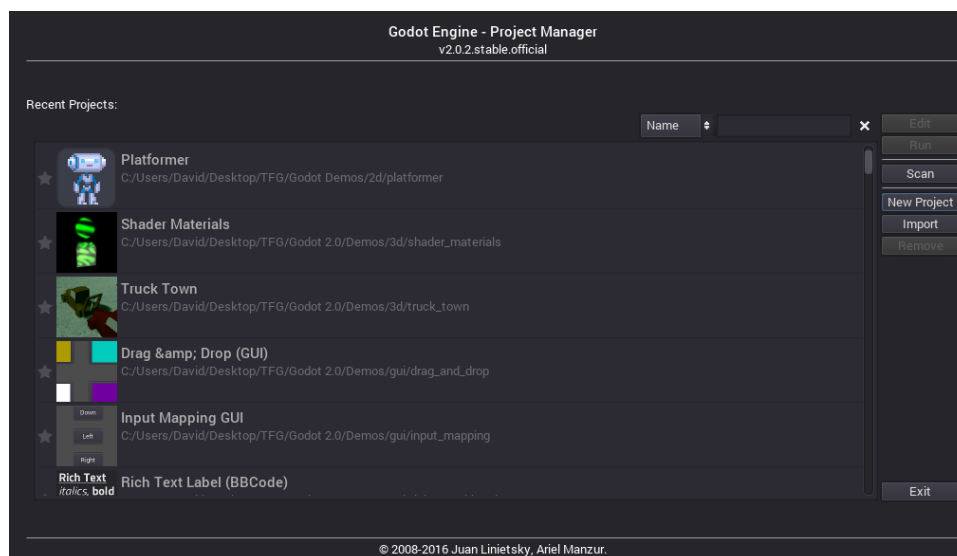 Godot Engine - Project Manager
v2.0.2.stable.official
Recent Projects:
Name
Edit
Run
Scan
New Project
Import
Remove
Platformer
C:/Users/David/Desktop/TFG/Godot Demos/2d/platformer
Shader Materials
C:/Users/David/Desktop/TFG/Godot 2.0/Demos/3d/shader_materials
Truck Town
C:/Users/David/Desktop/TFG/Godot 2.0/Demos/3d/truck_town
Drag &amp; Drop (GUI)
C:/Users/David/Desktop/TFG/Godot 2.0/Demos/gui/drag_and_drop
Down
Left
Right
Input Mapping GUI
C:/Users/David/Desktop/TFG/Godot 2.0/Demos/gui/input_mapping
Rich Text
italics, bold
Rich Text Label (BBCode)
Exit
© 2008-2016 Juan Linietsky, Ariel Manzur.